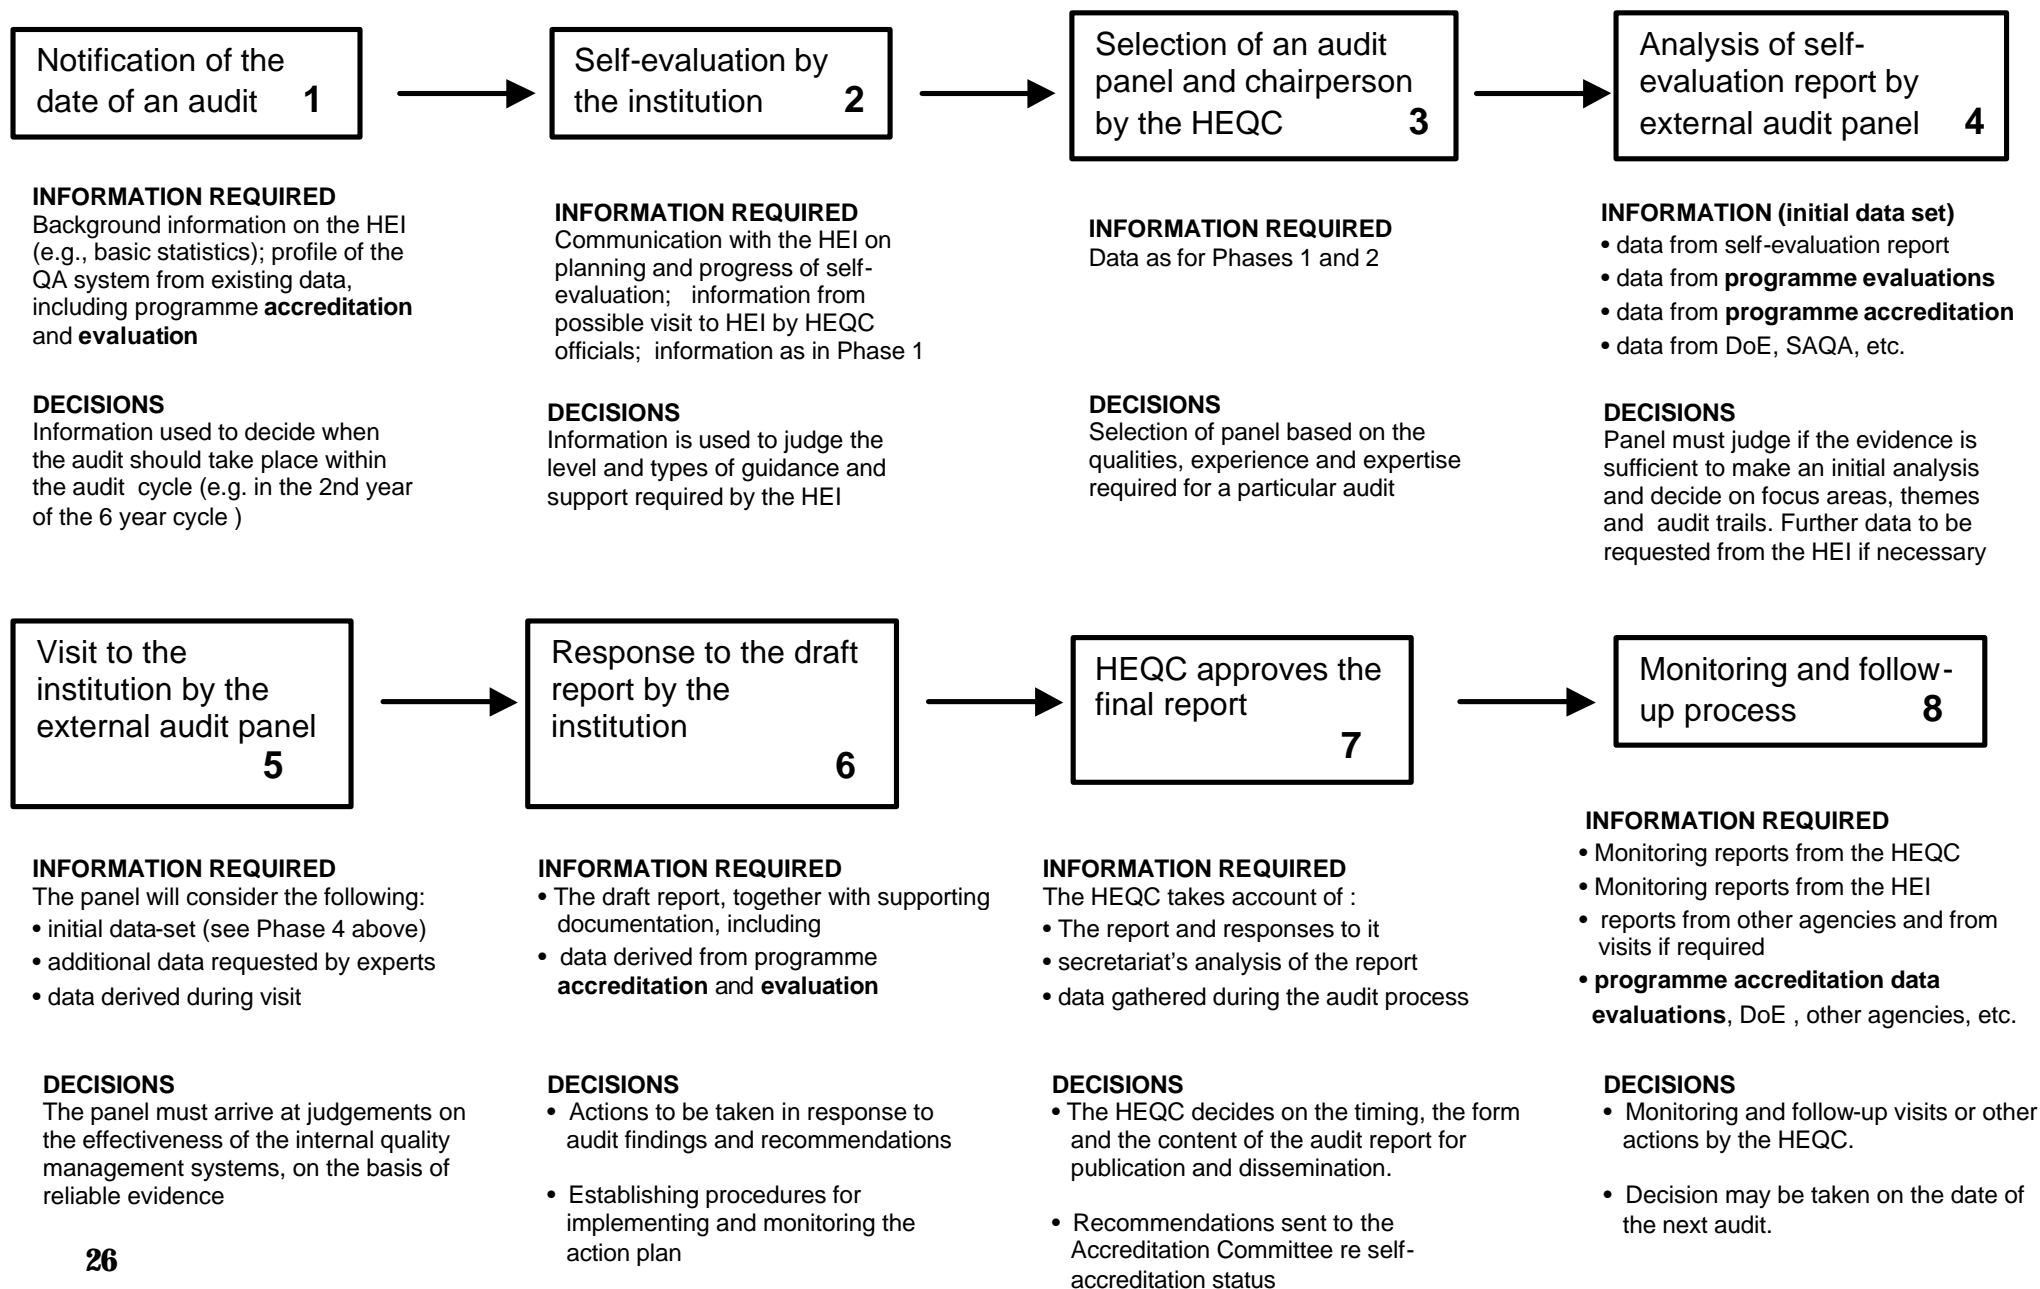 Notification of the
date of an audit 1
Self-evaluation by
the institution 2
Selection of an audit
panel and chairperson
by the HEQC 3
Analysis of self-
evaluation report by
external audit panel 4
INFORMATION REQUIRED
Background information on the HEI
(e.g., basic statistics); profile of the
QA system from existing data,
including programme accreditation
and evaluation
DECISIONS
Information used to decide when
the audit should take place within
the audit cycle (e.g. in the 2nd year
of the 6 year cycle )
INFORMATION REQUIRED
Communication with the HEI on
planning and progress of self-
evaluation; information from
possible visit to HEI by HEQC
officials; information as in Phase 1
DECISIONS
Information is used to judge the
level and types of guidance and
support required by the HEI
INFORMATION REQUIRED
Data as for Phases 1 and 2
DECISIONS
Selection of panel based on the
qualities, experience and expertise
required for a particular audit
INFORMATION (initial data set)
• data from self-evaluation report
• data from programme evaluations
• data from programme accreditation
• data from DoE, SAQA, etc.
DECISIONS
Panel must judge if the evidence is
sufficient to make an initial analysis
and decide on focus areas, themes
and audit trails. Further data to be
requested from the HEI if necessary
Visit to the
institution by the
external audit panel
5
Response to the draft
report by the
institution
6
HEQC approves the
final report
7
Monitoring and follow-
up process 8
INFORMATION REQUIRED
The panel will consider the following:
• initial data-set (see Phase 4 above)
• additional data requested by experts
• data derived during visit
DECISIONS
The panel must arrive at judgements on
the effectiveness of the internal quality
management systems, on the basis of
reliable evidence
INFORMATION REQUIRED
• The draft report, together with supporting
documentation, including
• data derived from programme
accreditation and evaluation
DECISIONS
• Actions to be taken in response to
audit findings and recommendations
• Establishing procedures for
implementing and monitoring the
action plan
INFORMATION REQUIRED
The HEQC takes account of :
• The report and responses to it
• secretariat's analysis of the report
• data gathered during the audit process
DECISIONS
• The HEQC decides on the timing, the form
and the content of the audit report for
publication and dissemination.
• Recommendations sent to the
Accreditation Committee re self-
accreditation status
INFORMATION REQUIRED
• Monitoring reports from the HEQC
• Monitoring reports from the HEI
• reports from other agencies and from
visits if required
• programme accreditation data
evaluations, DoE , other agencies, etc.
DECISIONS
• Monitoring and follow-up visits or other
actions by the HEQC.
• Decision may be taken on the date of
the next audit.
26